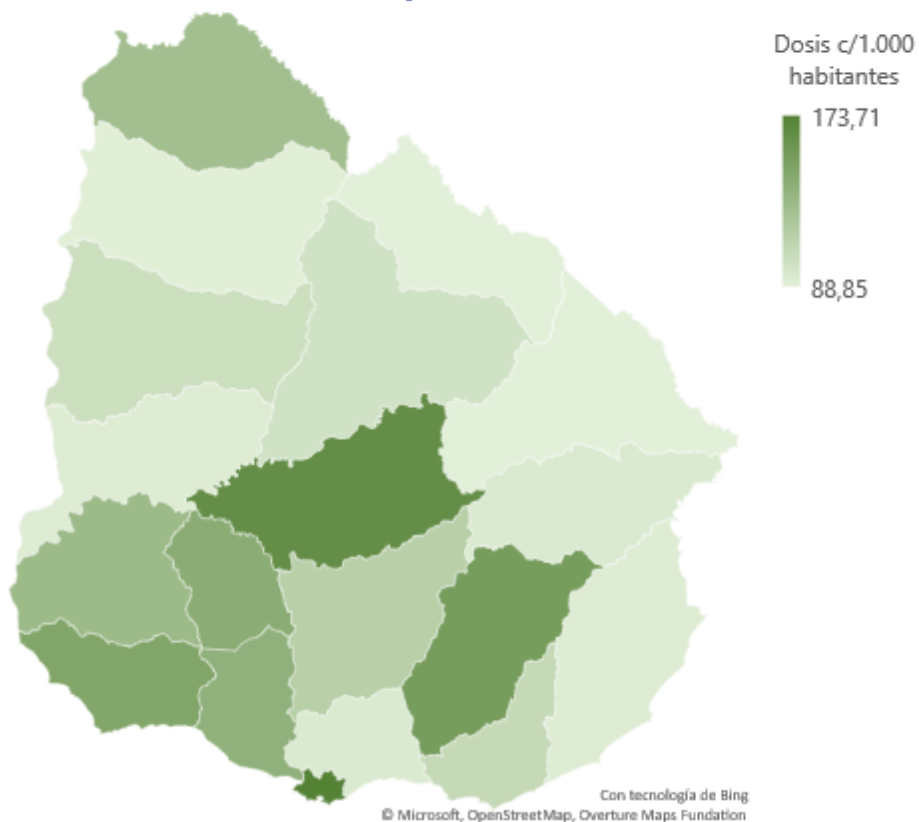 Dosis c/1.000
habitantes
173,71
88,85
Con tecnología de Bing
© Microsoft, OpenStreetMap, Overture Maps Fundation